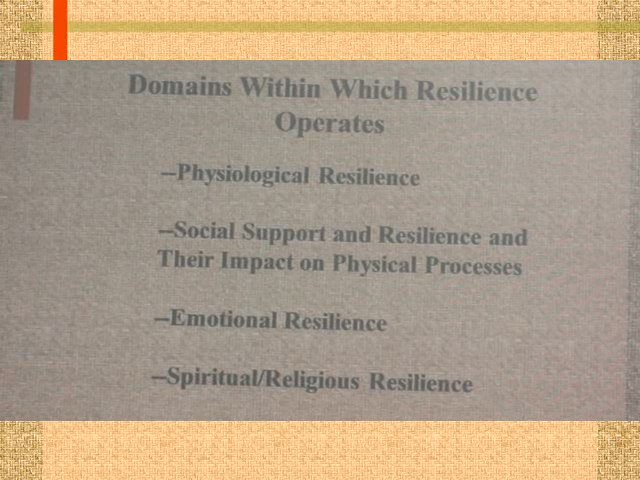 Domains Within Which Resilience
Operates
–Physiological Resilience
–Social Support and Resilience and
Their Impact on Physical Processes
–Emotional Resilience
–Spiritual/Religious Resilience